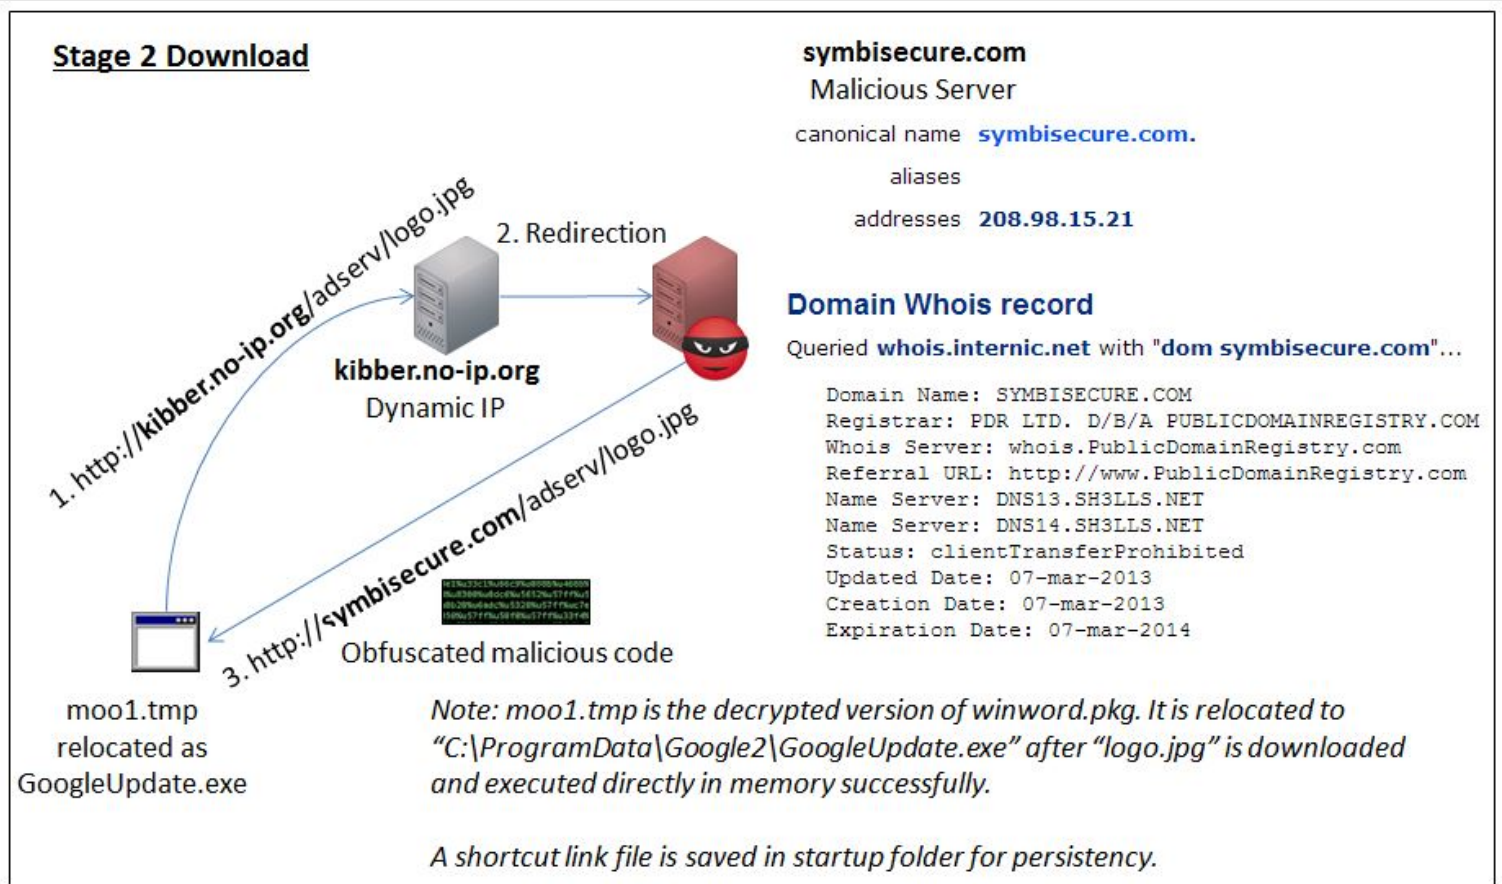 Stage 2 Download
symbisecure.com
Malicious Server
canonical name symbisecure.com.
aliases
addresses 208.98.15.21
1. http://kibber.no-ip.org/adserv/logo.jpg
2. Redirection
kibber.no-ip.org
Dynamic IP
3. http://symbisecure.com/adserv/logo.jpg
Obfuscated malicious code
moo1.tmp
relocated as
GoogleUpdate.exe
Domain Whois record
Queried whois.internic.net with "dom symbisecure.com"...
Domain Name: SYMBISECURE.COM
Registrar: PDR LTD. D/B/A PUBLICDOMAINREGISTRY.COM
Whois Server: whois.PublicDomainRegistry.com
Referral URL: http://www.PublicDomainRegistry.com
Name Server: DNS13.SH3LLS.NET
Name Server: DNS14.SH3LLS.NET
Status: clientTransferProhibited
Updated Date: 07-mar-2013
Creation Date: 07-mar-2013
Expiration Date: 07-mar-2014
Note: moo1.tmp is the decrypted version of winword.pkg. It is relocated to
“C:\ProgramData\Google2\GoogleUpdate.exe” after “logo.jpg” is downloaded
and executed directly in memory successfully.
A shortcut link file is saved in startup folder for persistency.